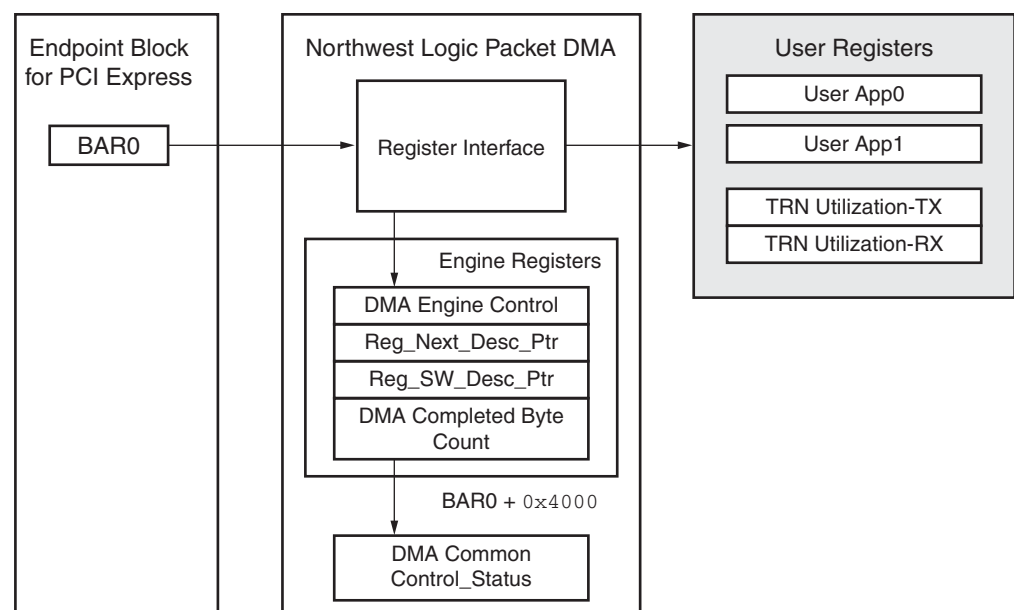 Endpoint Block
for PCI Express
BAR0
Northwest Logic Packet DMA
Register Interface
Engine Registers
DMA Engine Control
Reg_Next_Desc_Ptr
Reg_SW_Desc_Ptr
DMA Completed Byte
Count
BAR0 + 0x4000
DMA Common
Control_Status
User Registers
User App0
User App1
TRN Utilization-TX
TRN Utilization-RX